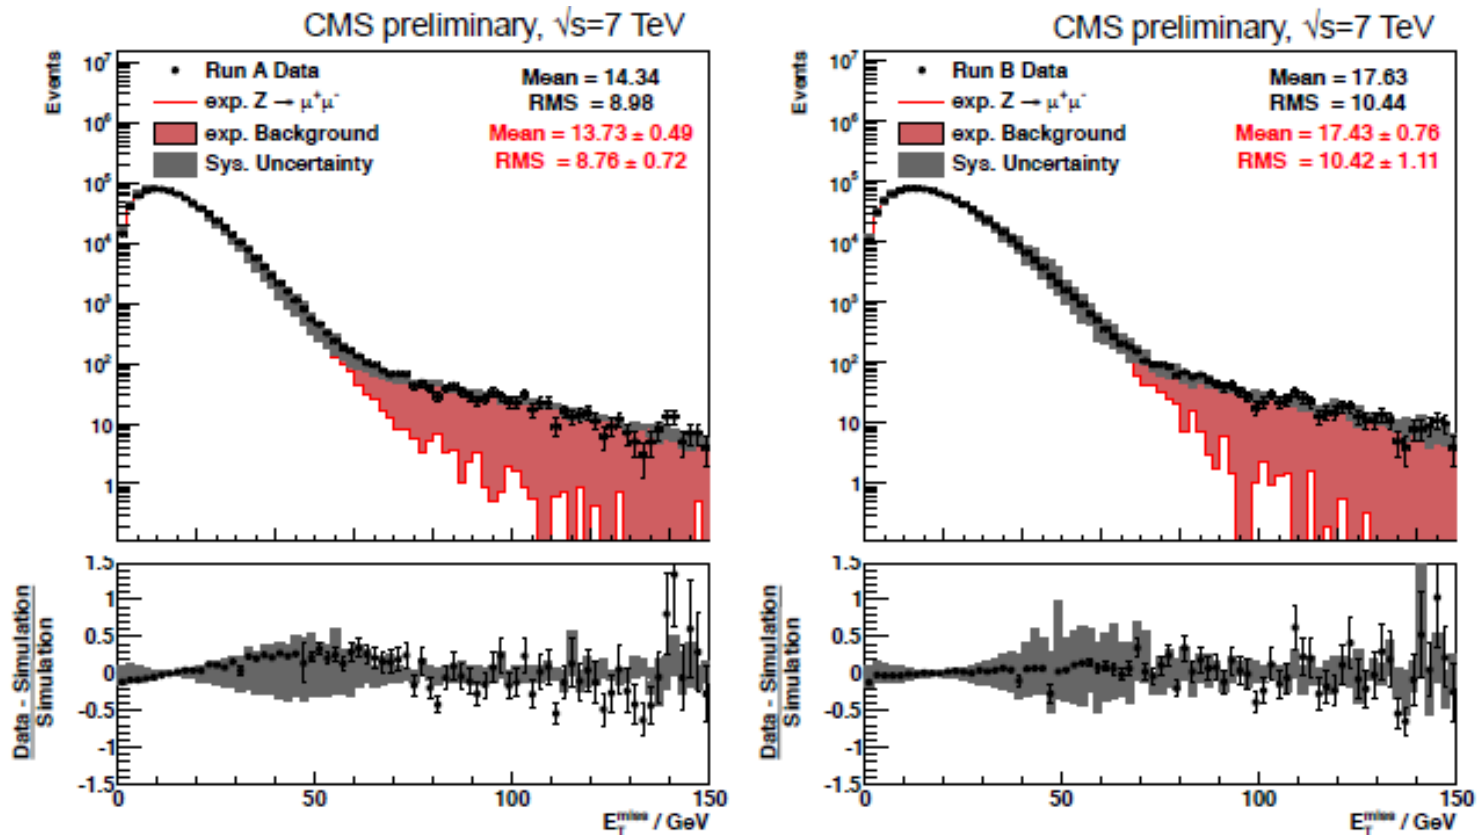 CMS preliminary, √s=7 TeV
Events
10⁷
10⁶
10⁵
10⁴
10³
10²
10
1
Run A Data
exp. Z → μ⁺μ⁻
exp. Background
Sys. Uncertainty
Mean = 14.34
RMS = 8.98
Mean = 13.73 ± 0.49
RMS = 8.76 ± 0.72
Data - Simulation
Simulation
1.5
1
0.5
0
-0.5
-1
-1.5
0 50 100 150
E_T^miss / GeV
CMS preliminary, √s=7 TeV
Events
10⁷
10⁶
10⁵
10⁴
10³
10²
10
1
Run B Data
exp. Z → μ⁺μ⁻
exp. Background
Sys. Uncertainty
Mean = 17.63
RMS = 10.44
Mean = 17.43 ± 0.76
RMS = 10.42 ± 1.11
Data - Simulation
Simulation
1.5
1
0.5
0
-0.5
-1
-1.5
0 50 100 150
E_T^miss / GeV